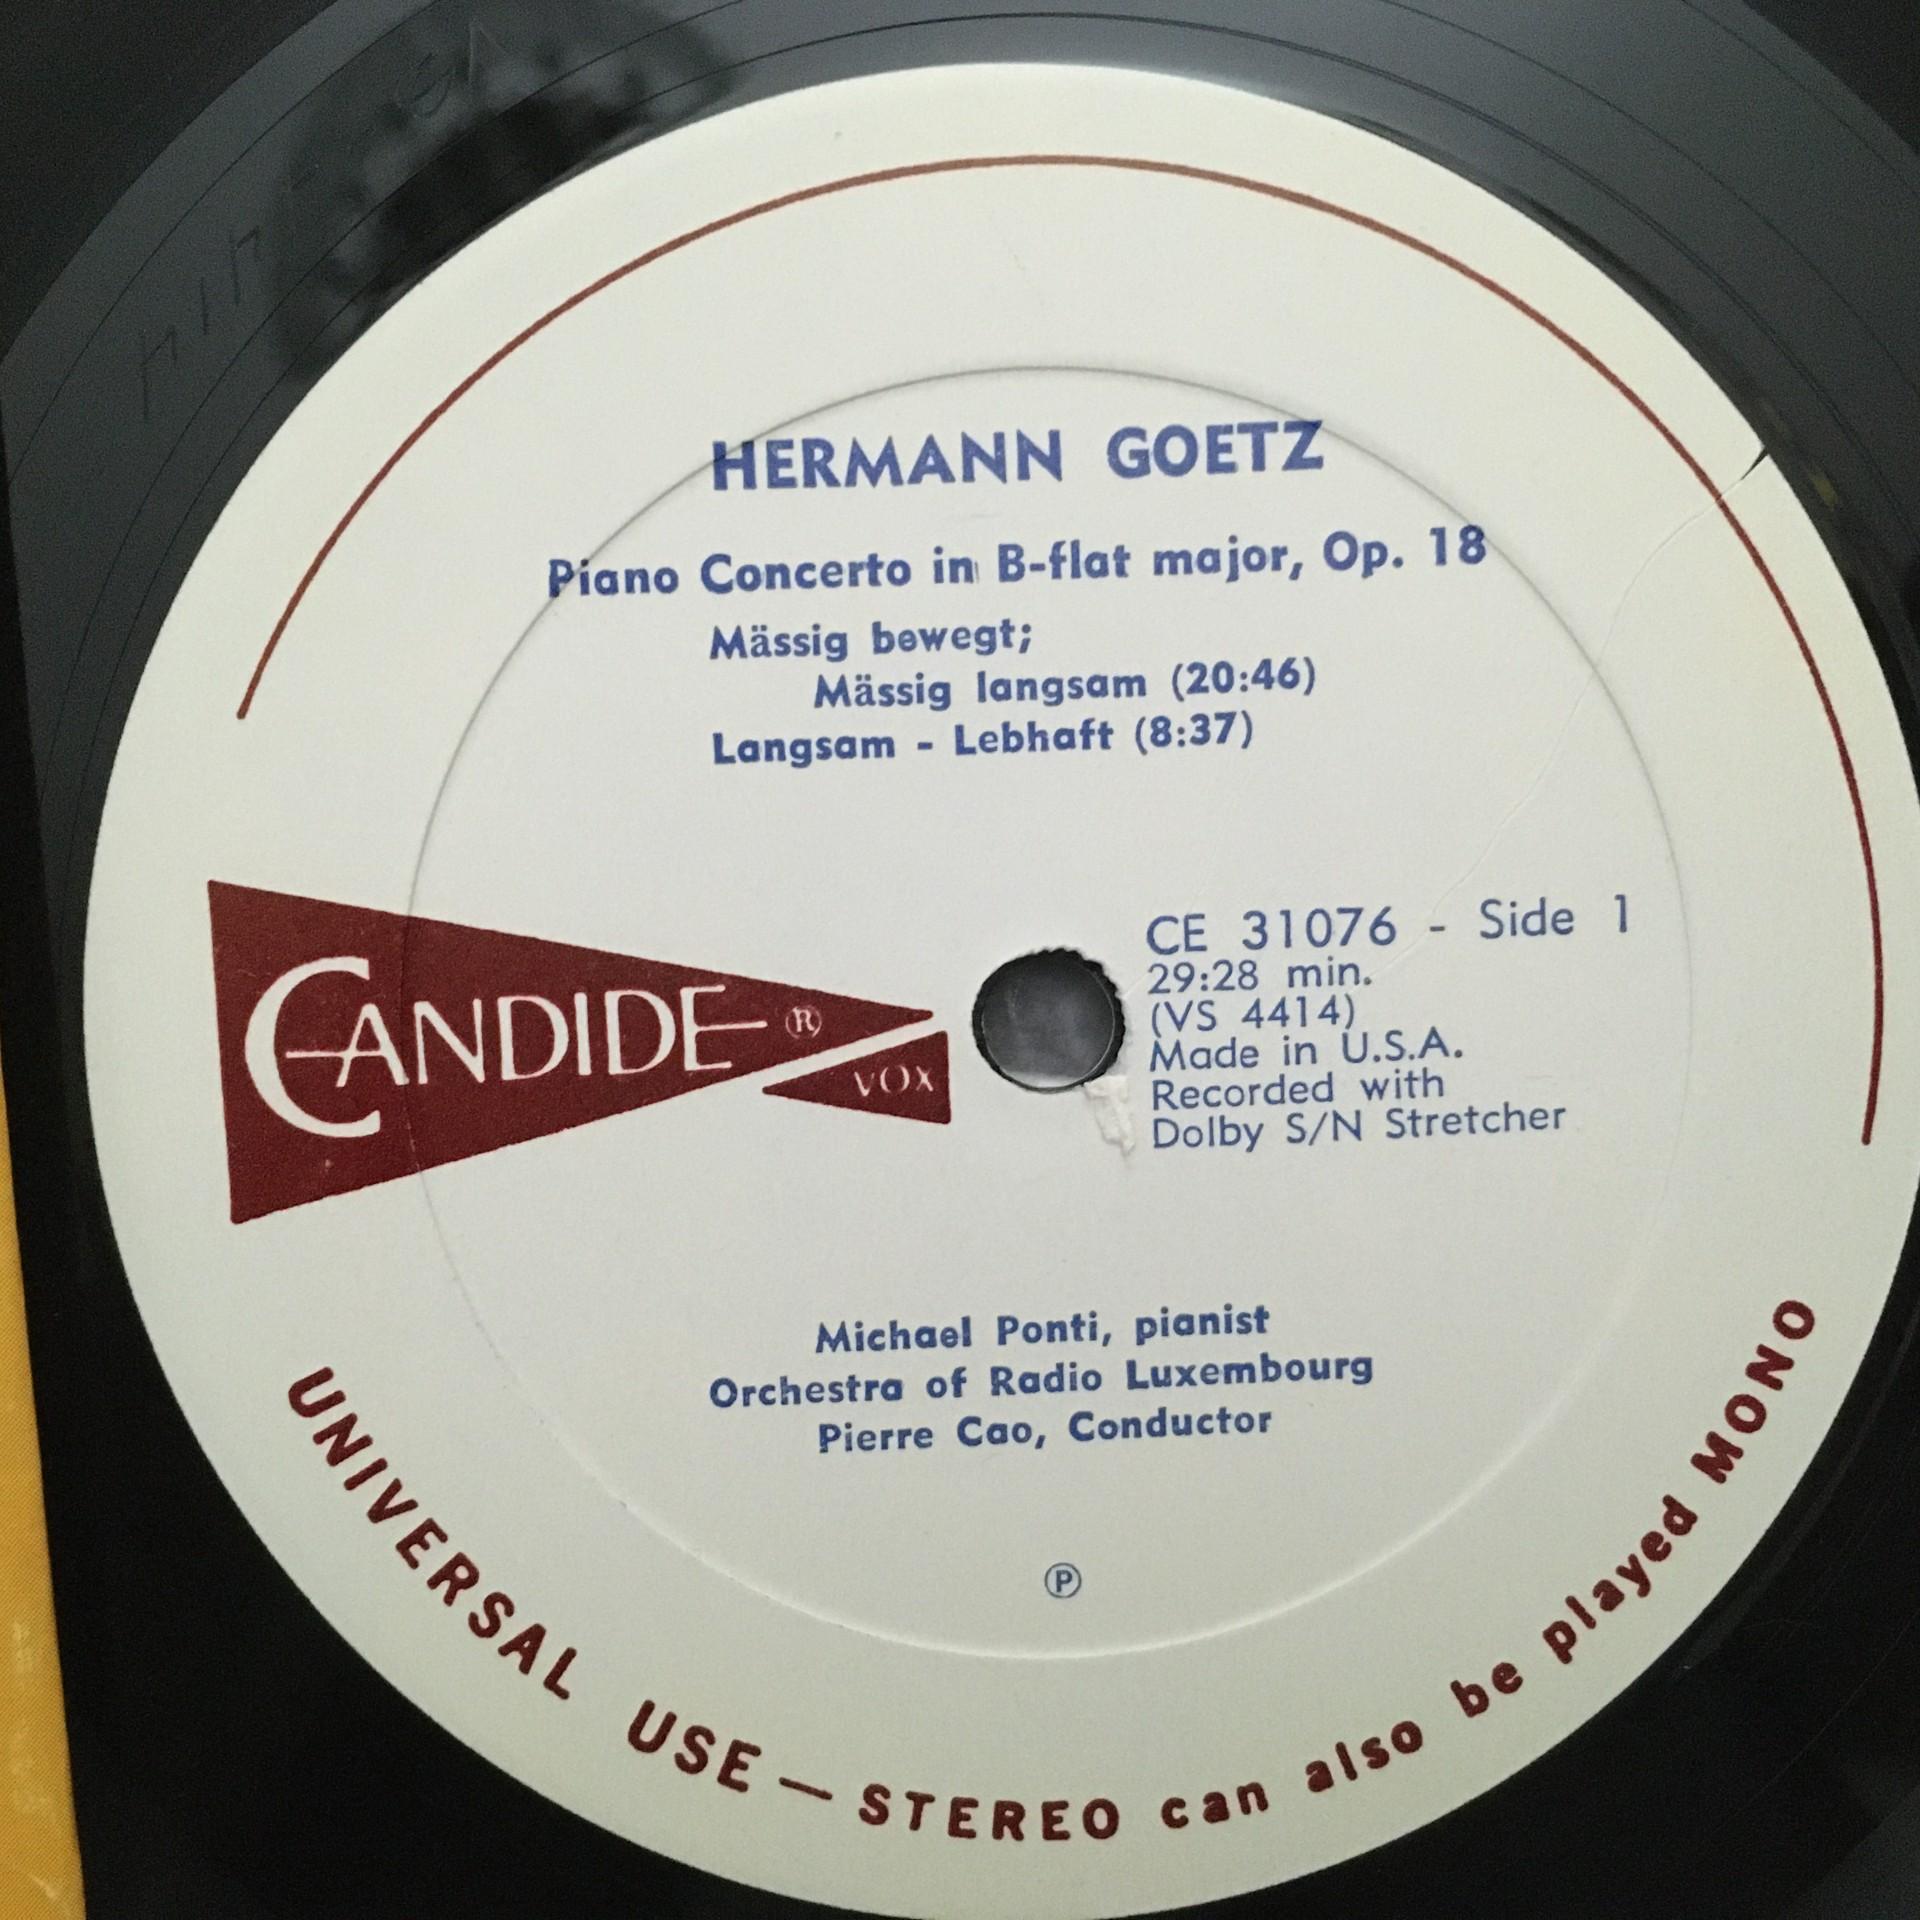 HERMANN GOETZ
Piano Concerto in B-flat major, Op. 18
Mässig bewegt;
Mässig langsam (20:46)
Langsam - Lebhaft (8:37)
CANDIDE ®
VOX
CE 31076 - Side 1
29:28 min.
(VS 4414)
Made in U.S.A.
Recorded with
Dolby S/N Stretcher
Michael Ponti, pianist
Orchestra of Radio Luxembourg
Pierre Cao, Conductor
℗
UNIVERSAL USE — STEREO can also be played MONO